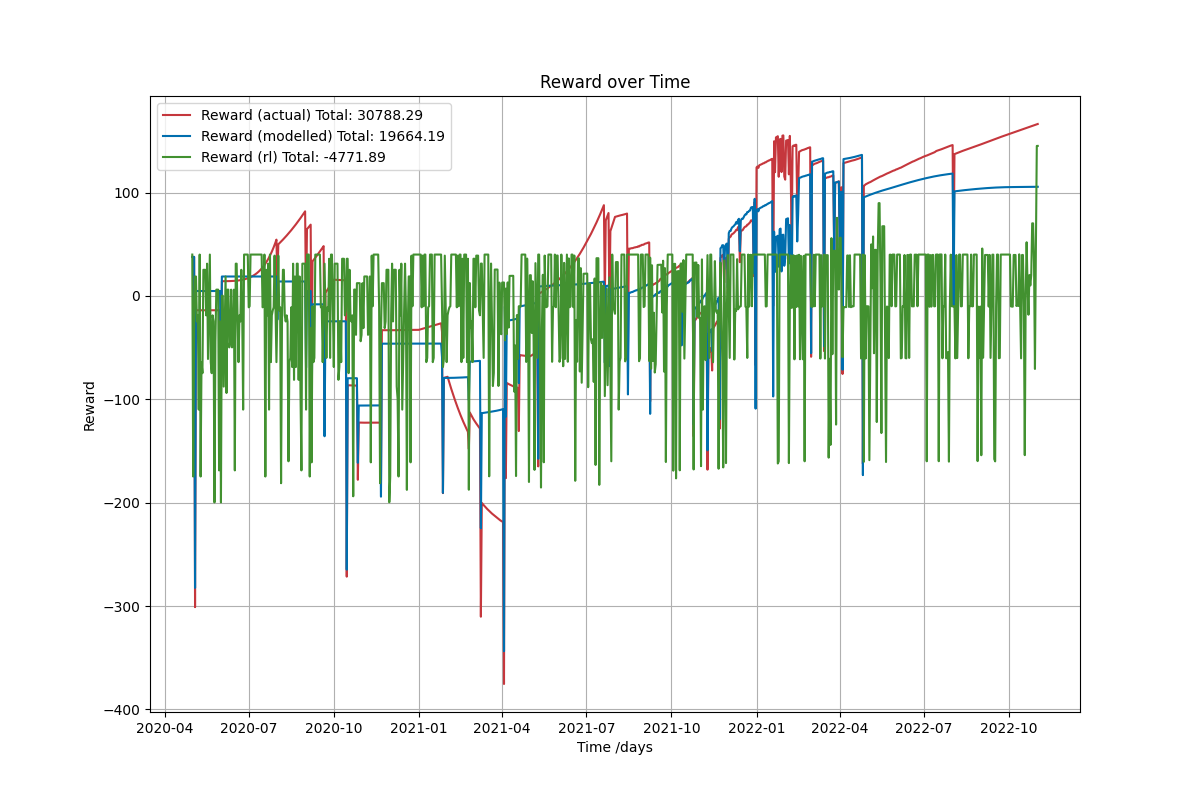 Reward over Time
Reward (actual) Total: 30788.29
Reward (modelled) Total: 19664.19
Reward (rl) Total: -4771.89
100
0
−100
−200
−300
−400
Reward
2020-04 2020-07 2020-10 2021-01 2021-04 2021-07 2021-10 2022-01 2022-04 2022-07 2022-10
Time /days